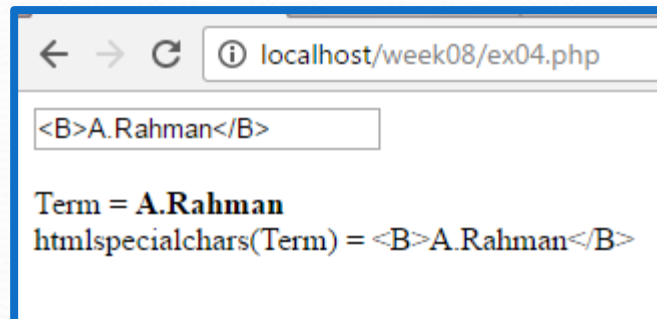 localhost/week08/ex04.php
<B>A.Rahman</B>
Term = A.Rahman
htmlspecialchars(Term) = <B>A.Rahman</B>